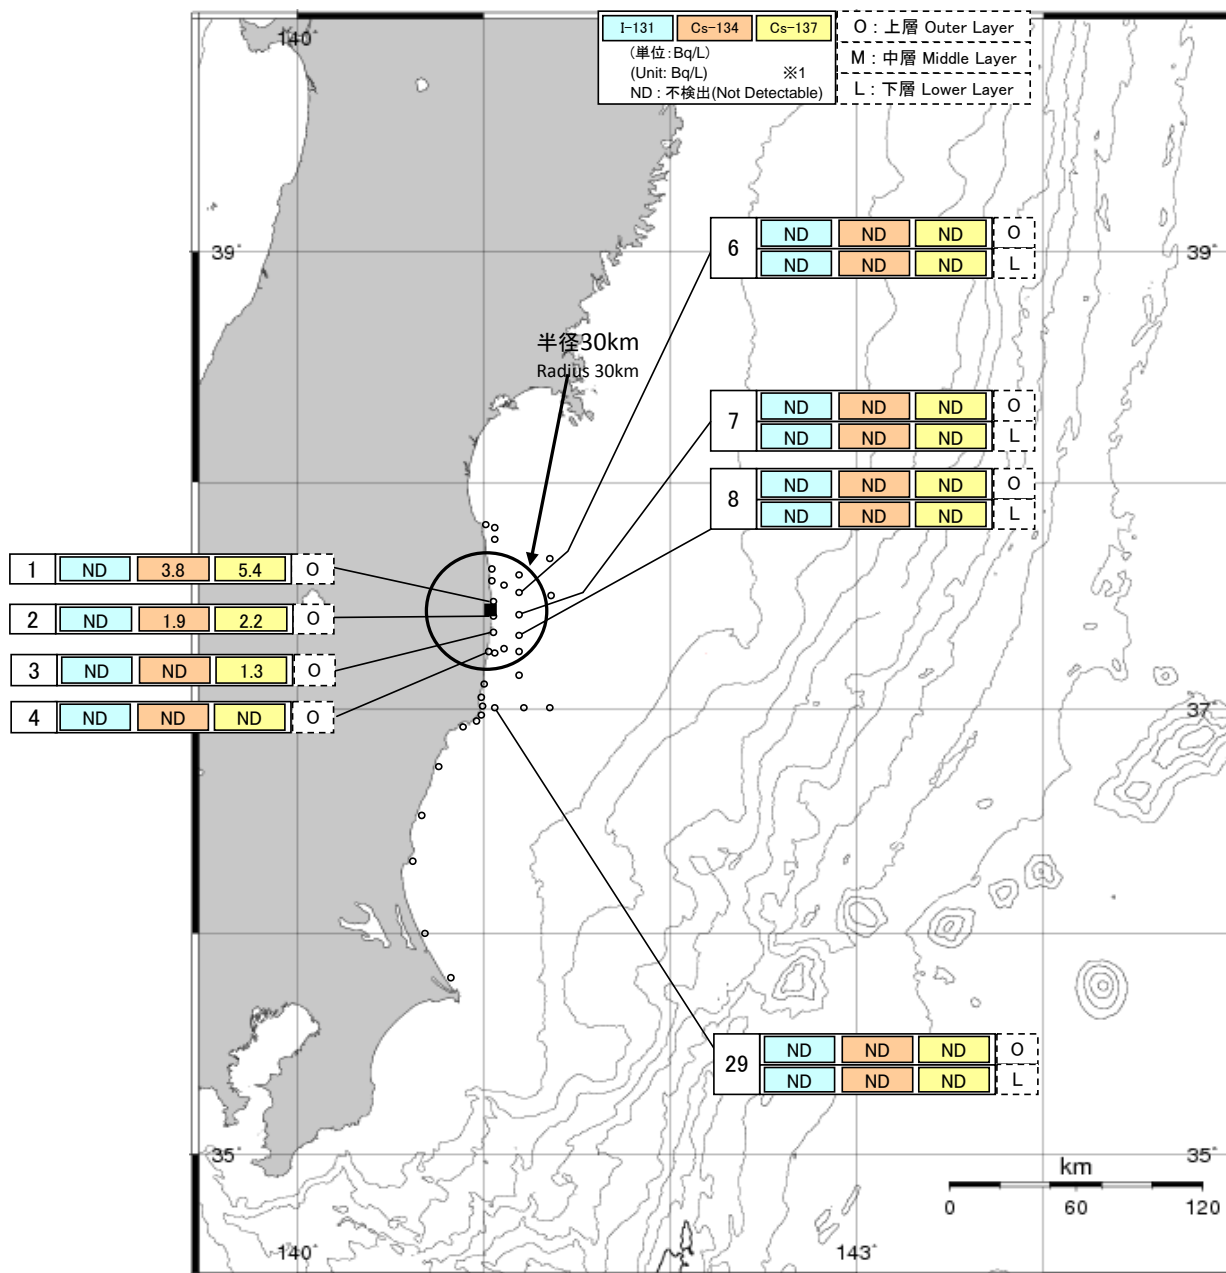 140°
I-131 Cs-134 Cs-137
(単位:Bq/L)
(Unit: Bq/L) ※1
ND : 不検出(Not Detectable)
O : 上層 Outer Layer
M : 中層 Middle Layer
L : 下層 Lower Layer
39° 39°
6 ND ND ND O
ND ND ND L
半径30km
Radius 30km
7 ND ND ND O
ND ND ND L
8 ND ND ND O
ND ND ND L
1 ND 3.8 5.4 O
2 ND 1.9 2.2 O
3 ND ND 1.3 O
4 ND ND ND O
37°
29 ND ND ND O
ND ND ND L
35° 35°
km
0 60 120
140° 143°